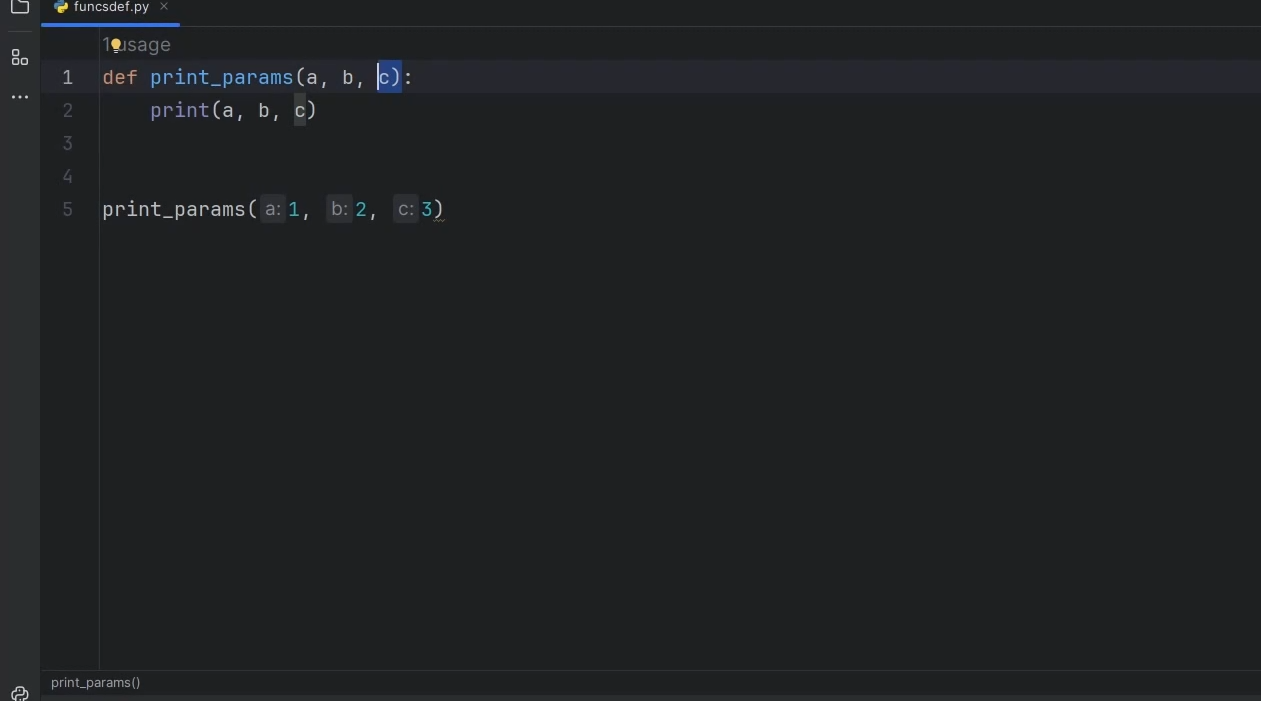 funcsdef.py
1 usage
1 def print_params(a, b, c):
2 print(a, b, c)
3
4
5 print_params(a: 1, b: 2, c: 3)
print_params()